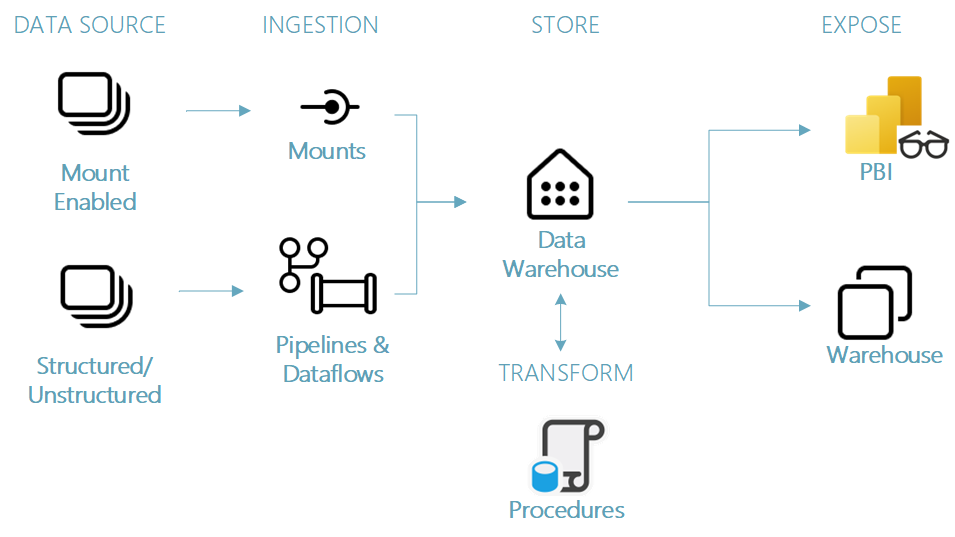 DATA SOURCE
INGESTION
STORE
EXPOSE
Mount
Enabled
Mounts
Data
Warehouse
PBI
Structured/
Unstructured
Pipelines &
Dataflows
Warehouse
TRANSFORM
Procedures